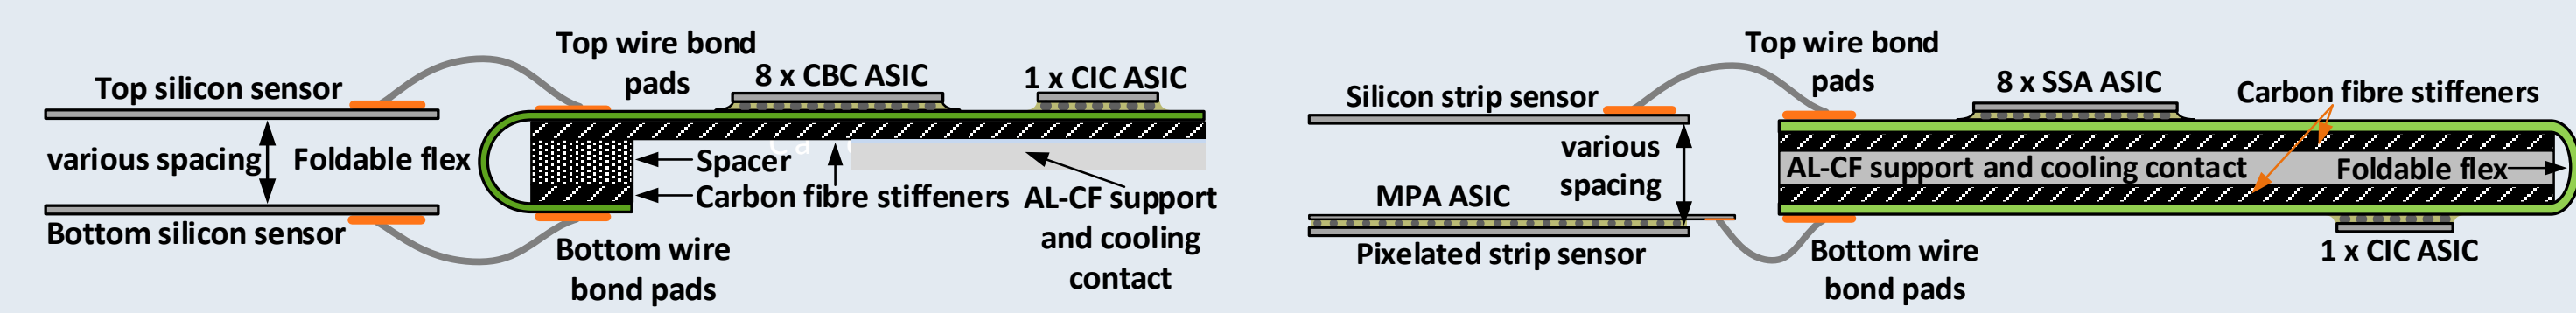 Top wire bond
pads
8 x CBC ASIC
1 x CIC ASIC
Top silicon sensor
various spacing
Foldable flex
Ca
Spacer
Carbon fibre stiffeners
AL-CF support
and cooling
contact
Bottom silicon sensor
Bottom wire
bond pads
Top wire bond
pads
8 x SSA ASIC
Carbon fibre stiffeners
Silicon strip sensor
various
spacing
AL-CF support and cooling contact
Foldable flex
MPA ASIC
Pixelated strip sensor
Bottom wire
bond pads
1 x CIC ASIC